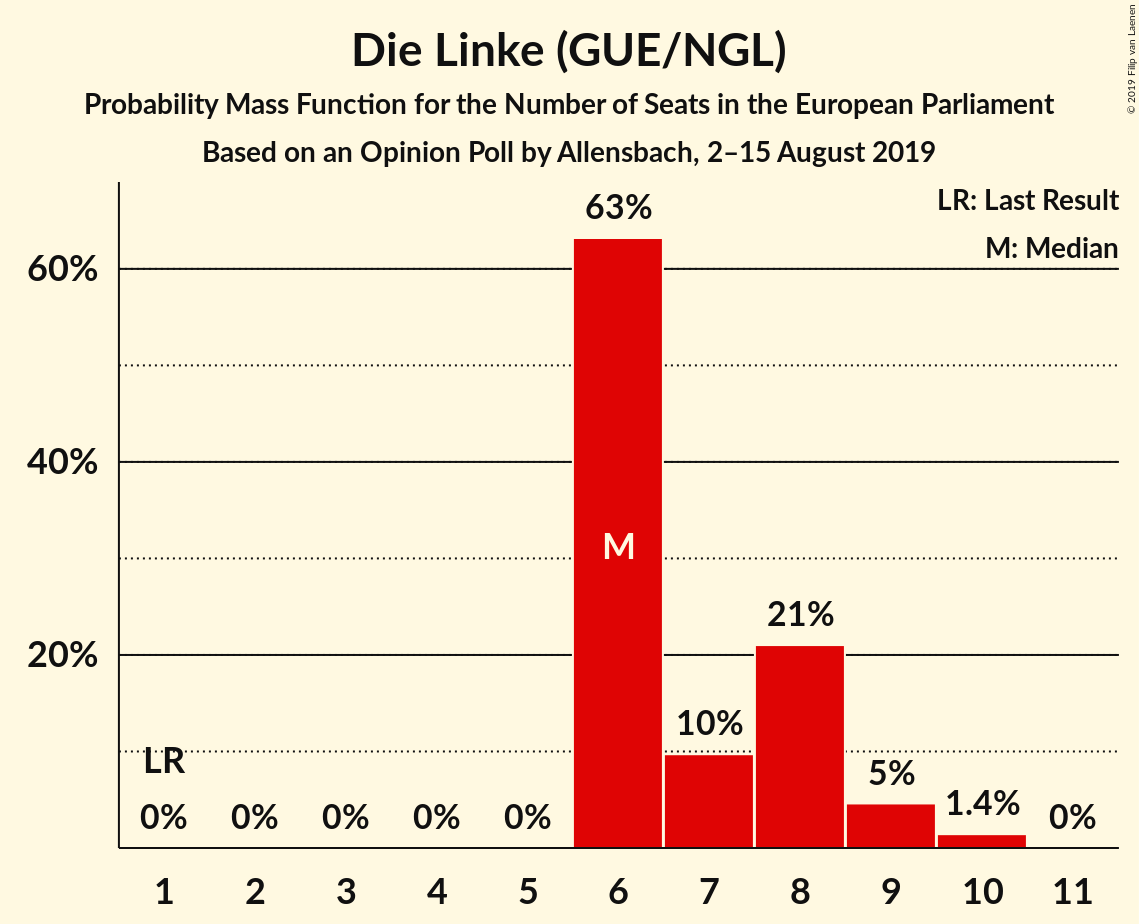 Die Linke (GUE/NGL)
Probability Mass Function for the Number of Seats in the European Parliament
Based on an Opinion Poll by Allensbach, 2–15 August 2019
© 2019 Filip van Laenen
LR: Last Result
M: Median
63%
60%
40%
M
21%
20%
10%
LR
5%
1.4%
0% 0% 0% 0% 0% 0%
1 2 3 4 5 6 7 8 9 10 11